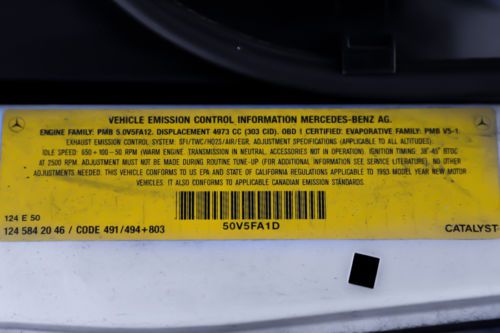 VEHICLE EMISSION CONTROL INFORMATION MERCEDES-BENZ AG.
ENGINE FAMILY: PMB 5.0V5FA12. DISPLACEMENT 4973 CC (303 CID). OBD I CERTIFIED. EVAPORATIVE FAMILY: PMB V5-1.
EXHAUST EMISSION CONTROL SYSTEM: SFI/TWC/HO2S/AIR/EGR. ADJUSTMENT SPECIFICATIONS (APPLICABLE TO ALL ALTITUDES)
IDLE SPEED: 650+100-50 RPM (WARM ENGINE, TRANSMISSION IN NEUTRAL, ACCESSORIES NOT IN OPERATION). IGNITION TIMING: 38°-45° BTDC
AT 2500 RPM. ADJUSTMENT MUST NOT BE MADE DURING ROUTINE TUNE-UP (FOR ADDITIONAL INFORMATION SEE SERVICE LITERATURE). NO OTHER
ADJUSTMENTS NEEDED. THIS VEHICLE CONFORMS TO US EPA AND STATE OF CALIFORNIA REGULATIONS APPLICABLE TO 1993 MODEL YEAR NEW MOTOR
VEHICLES. IT ALSO CONFORMS TO APPLICABLE CANADIAN EMISSION STANDARDS.
124 E 50
124 584 20 46 / CODE 491/494+803
50V5FA1D
CATALYST